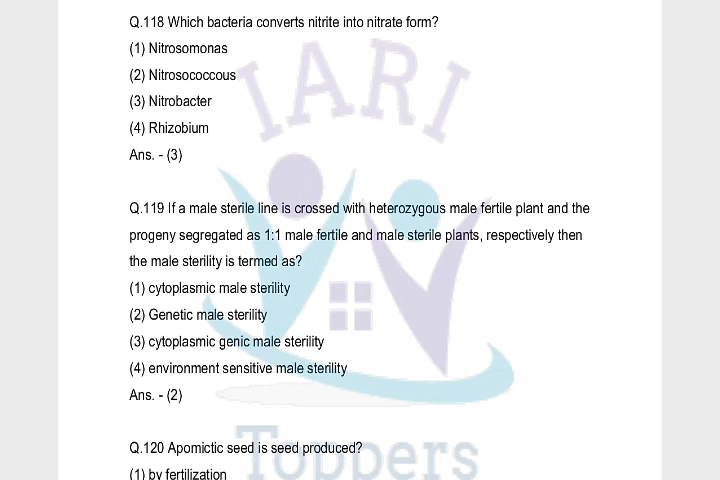 Q.118 Which bacteria converts nitrite into nitrate form?
(1) Nitrosomonas
(2) Nitrosococcous
(3) Nitrobacter
(4) Rhizobium
Ans. - (3)
IARI
Q.119 If a male sterile line is crossed with heterozygous male fertile plant and the
progeny segregated as 1:1 male fertile and male sterile plants, respectively then
the male sterility is termed as?
(1) cytoplasmic male sterility
(2) Genetic male sterility
(3) cytoplasmic genic male sterility
(4) environment sensitive male sterility
Ans. - (2)
Q.120 Apomictic seed is seed produced?
Toppers
(1) by fertilization